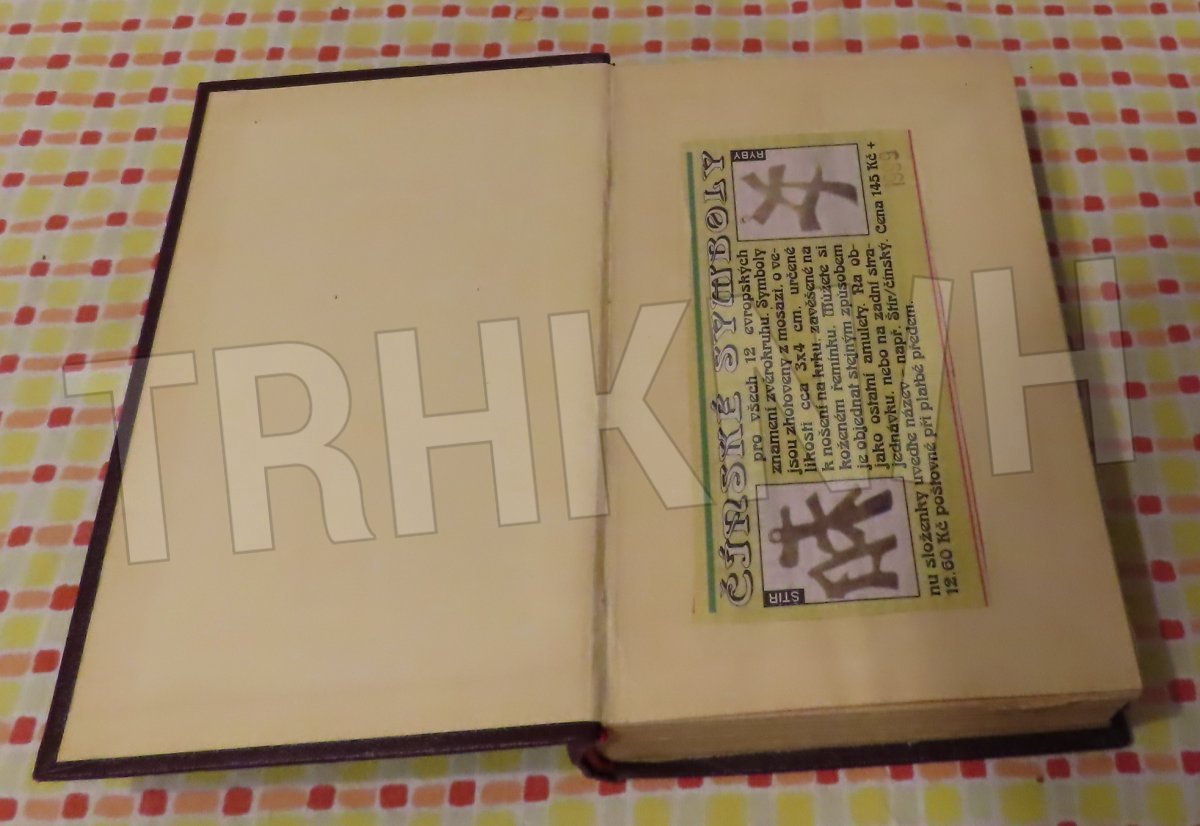 ČÍNSKÉ SYMBOLY
ŠTÍR
RYBY
pro všech 12 evropských
znamení zvěrokruhu. Symboly
jsou zhotoveny z mosazi, o ve-
likosti cca 3x4 cm, určené
k nošení na krku, zavěšené na
koženém řemínku. Můžete si
je objednat stejným způsobem
jako ostatní amulety. Na ob-
jednávku, nebo na zadní stra-
nu složenky uveďte název - např. Štír/čínský. Cena 145 Kč +
12.60 Kč poštovné při platbě předem.
1999
TRHKNIH